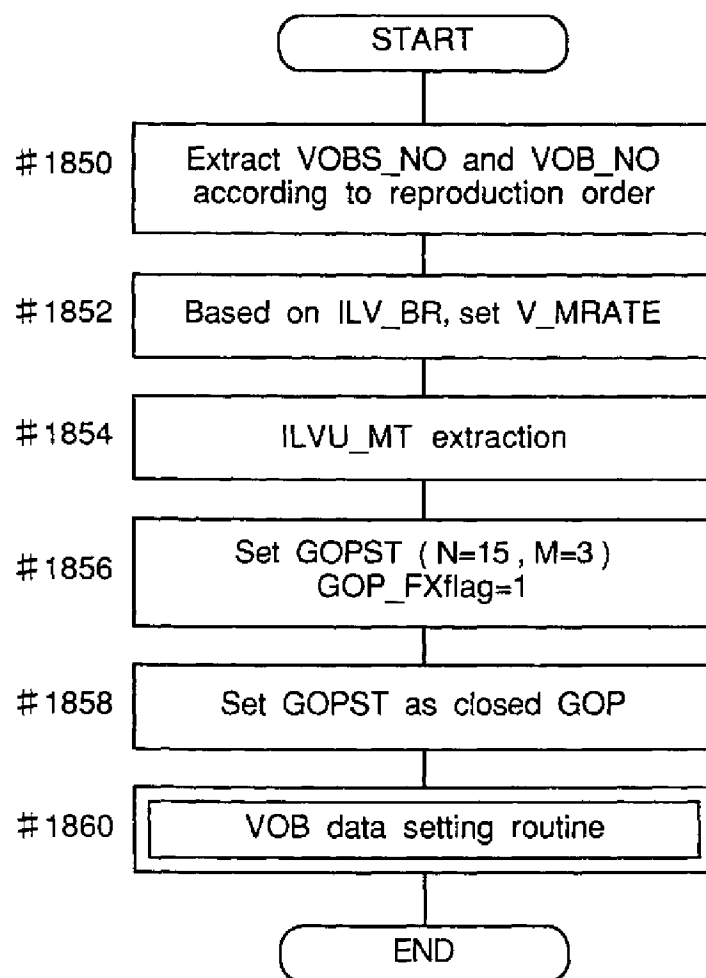 START
#1850
Extract VOBS_NO and VOB_NO
according to reproduction order
#1852
Based on ILV_BR, set V_MRATE
#1854
ILVU_MT extraction
#1856
Set GOPST ( N=15 , M=3 )
GOP_FXflag=1
#1858
Set GOPST as closed GOP
#1860
VOB data setting routine
END